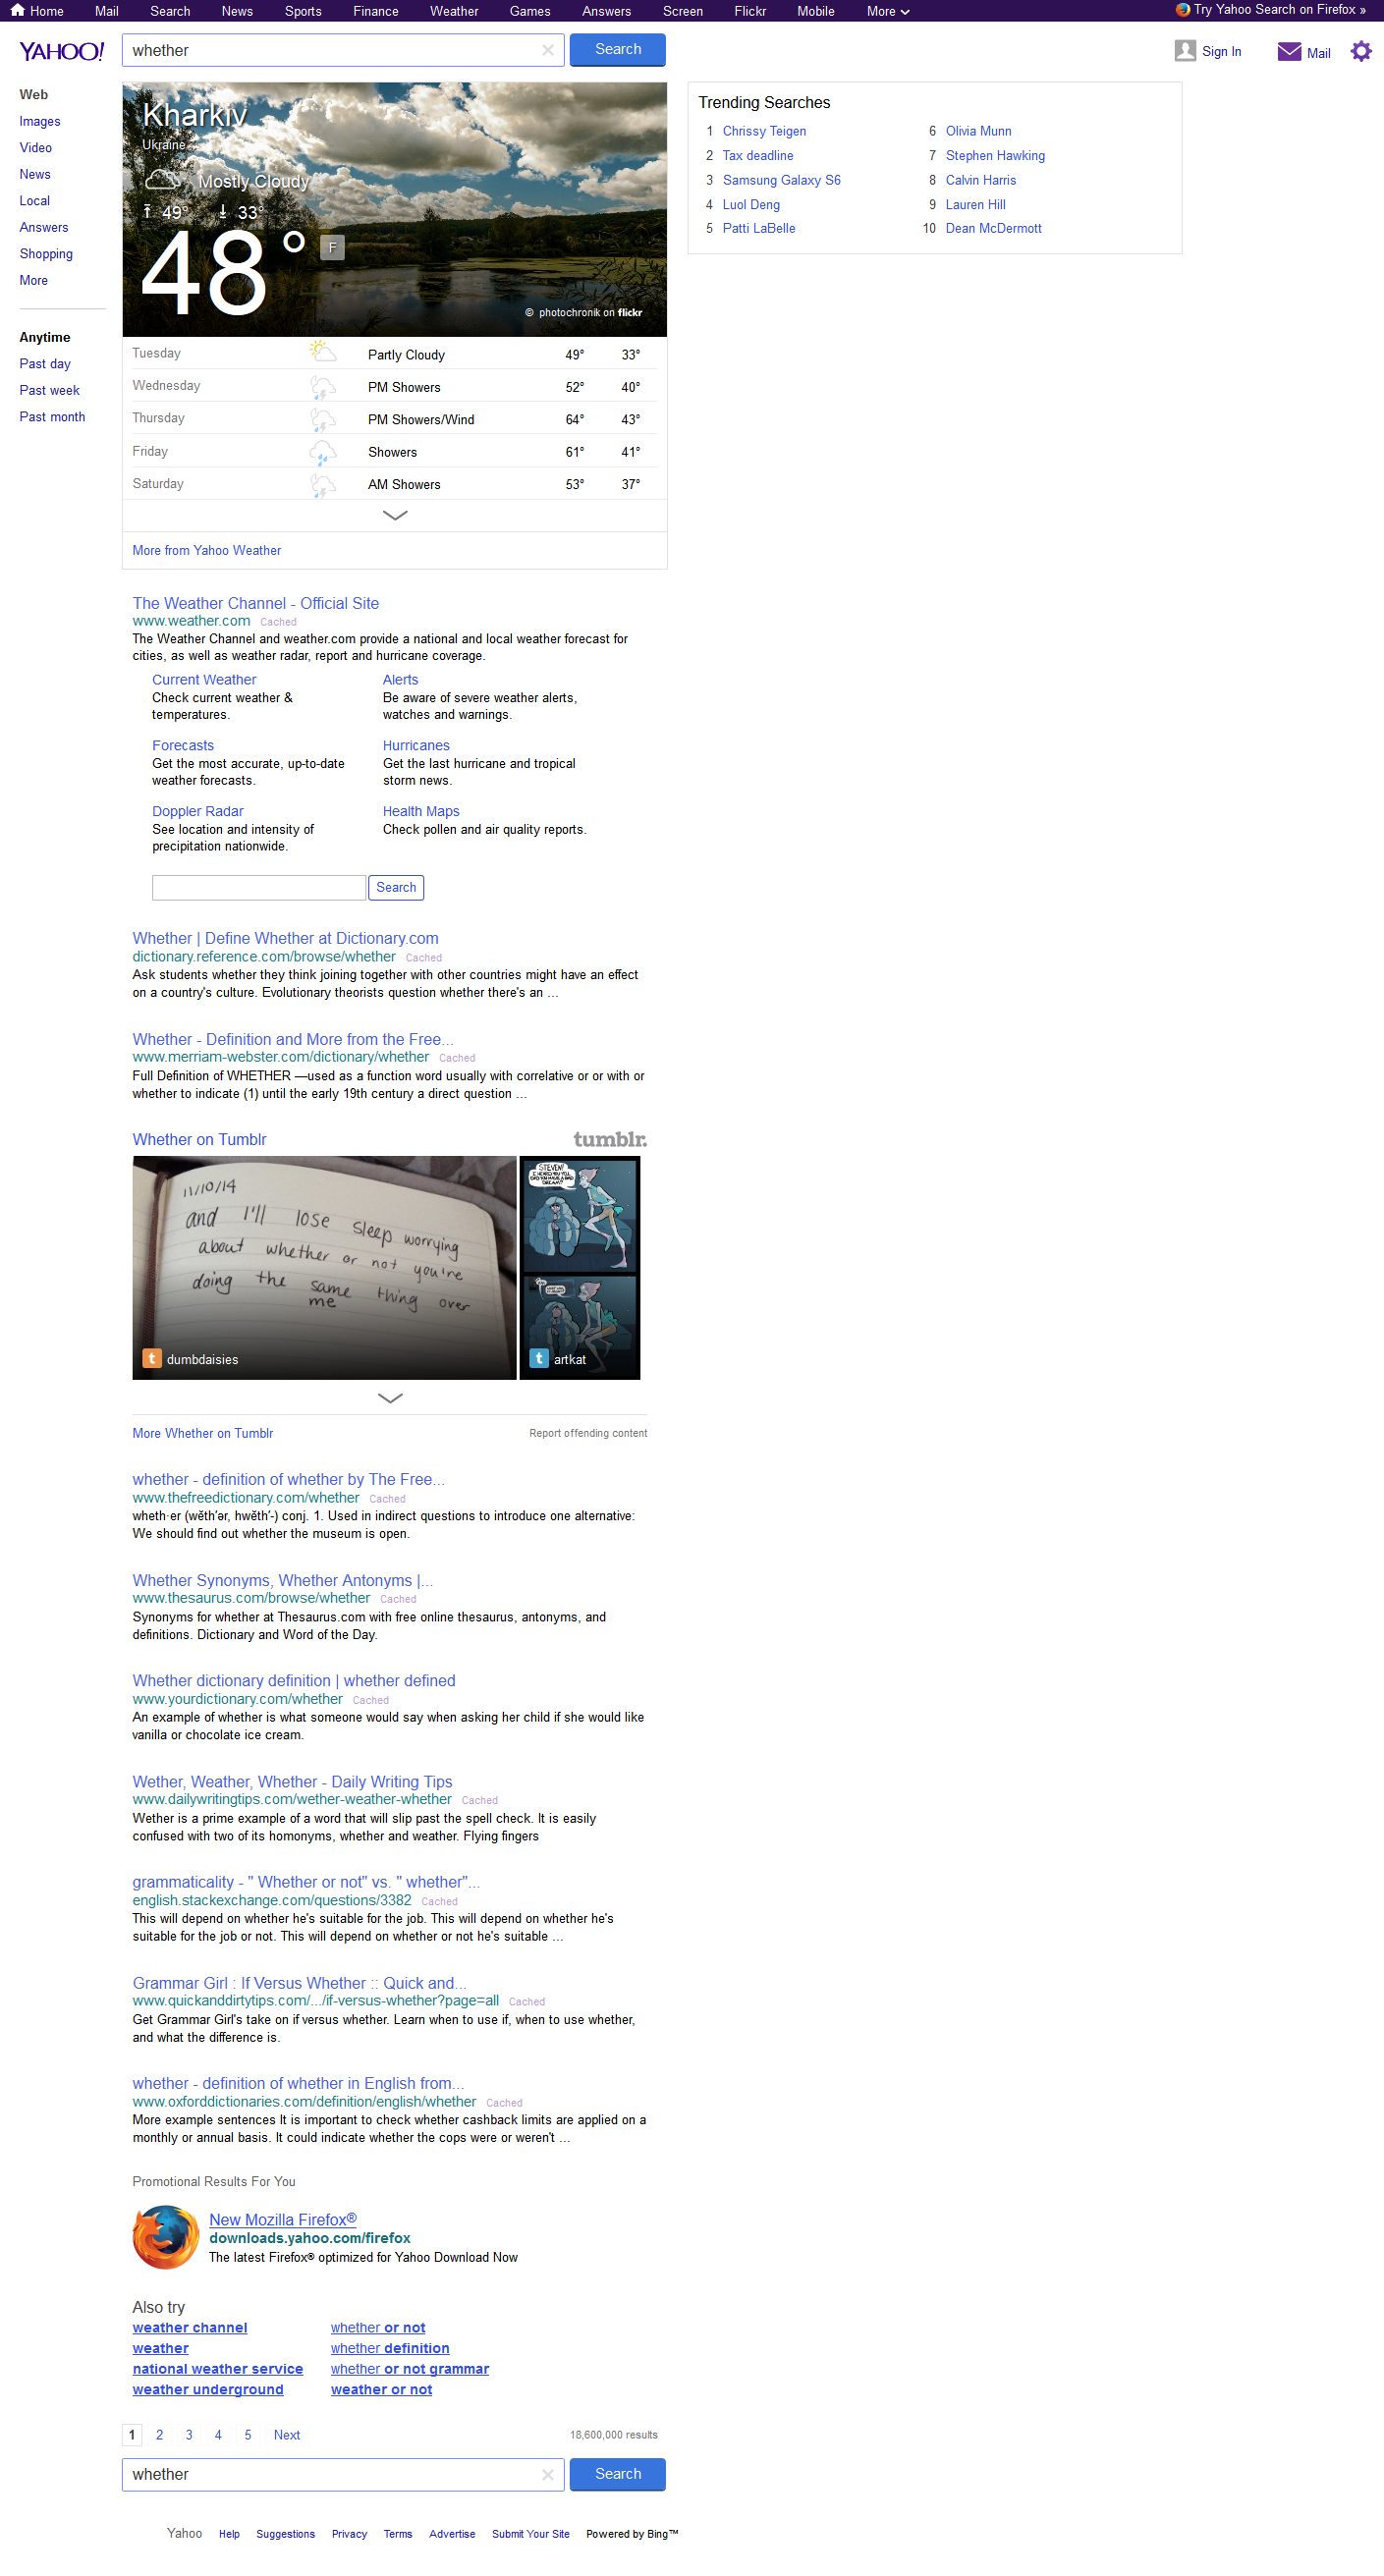 Home Mail Search News Sports Finance Weather Games Answers Screen Flickr Mobile More Try Yahoo Search on Firefox »
YAHOO! whether Search Sign In Mail
Web
Images
Video
News
Local
Answers
Shopping
More
Anytime
Past day
Past week
Past month
Kharkiv
Ukraine
Mostly Cloudy
49° 33°
48° F
© photochronik on flickr
Tuesday Partly Cloudy 49° 33°
Wednesday PM Showers 52° 40°
Thursday PM Showers/Wind 64° 43°
Friday Showers 61° 41°
Saturday AM Showers 53° 37°
More from Yahoo Weather
Trending Searches
1 Chrissy Teigen
2 Tax deadline
3 Samsung Galaxy S6
4 Luol Deng
5 Patti LaBelle
6 Olivia Munn
7 Stephen Hawking
8 Calvin Harris
9 Lauren Hill
10 Dean McDermott
The Weather Channel - Official Site
www.weather.com Cached
The Weather Channel and weather.com provide a national and local weather forecast for
cities, as well as weather radar, report and hurricane coverage.
Current Weather
Check current weather &
temperatures.
Alerts
Be aware of severe weather alerts,
watches and warnings.
Forecasts
Get the most accurate, up-to-date
weather forecasts.
Hurricanes
Get the last hurricane and tropical
storm news.
Doppler Radar
See location and intensity of
precipitation nationwide.
Health Maps
Check pollen and air quality reports.
Search
Whether | Define Whether at Dictionary.com
dictionary.reference.com/browse/whether Cached
Ask students whether they think joining together with other countries might have an effect
on a country's culture. Evolutionary theorists question whether there's an ...
Whether - Definition and More from the Free...
www.merriam-webster.com/dictionary/whether Cached
Full Definition of WHETHER —used as a function word usually with correlative or or with or
whether to indicate (1) until the early 19th century a direct question ...
Whether on Tumblr tumblr.
11/10/14
and I'll lose sleep worrying
about whether or not you're
doing the same thing over
me
dumbdaisies
STEVEN!
artkat
More Whether on Tumblr Report offending content
whether - definition of whether by The Free...
www.thefreedictionary.com/whether Cached
wheth·er (wĕth′ər, hwĕth′-) conj. 1. Used in indirect questions to introduce one alternative:
We should find out whether the museum is open.
Whether Synonyms, Whether Antonyms |...
www.thesaurus.com/browse/whether Cached
Synonyms for whether at Thesaurus.com with free online thesaurus, antonyms, and
definitions. Dictionary and Word of the Day.
Whether dictionary definition | whether defined
www.yourdictionary.com/whether Cached
An example of whether is what someone would say when asking her child if she would like
vanilla or chocolate ice cream.
Wether, Weather, Whether - Daily Writing Tips
www.dailywritingtips.com/wether-weather-whether Cached
Wether is a prime example of a word that will slip past the spell check. It is easily
confused with two of its homonyms, whether and weather. Flying fingers
grammaticality - " Whether or not" vs. " whether"...
english.stackexchange.com/questions/3382 Cached
This will depend on whether he's suitable for the job. This will depend on whether he's
suitable for the job or not. This will depend on whether or not he's suitable ...
Grammar Girl : If Versus Whether :: Quick and...
www.quickanddirtytips.com/.../if-versus-whether?page=all Cached
Get Grammar Girl's take on if versus whether. Learn when to use if, when to use whether,
and what the difference is.
whether - definition of whether in English from...
www.oxforddictionaries.com/definition/english/whether Cached
More example sentences It is important to check whether cashback limits are applied on a
monthly or annual basis. It could indicate whether the cops were or weren't ...
Promotional Results For You
New Mozilla Firefox®
downloads.yahoo.com/firefox
The latest Firefox® optimized for Yahoo Download Now
Also try
weather channel
weather
national weather service
weather underground
whether or not
whether definition
whether or not grammar
weather or not
1 2 3 4 5 Next 18,600,000 results
whether Search
Yahoo Help Suggestions Privacy Terms Advertise Submit Your Site Powered by Bing™